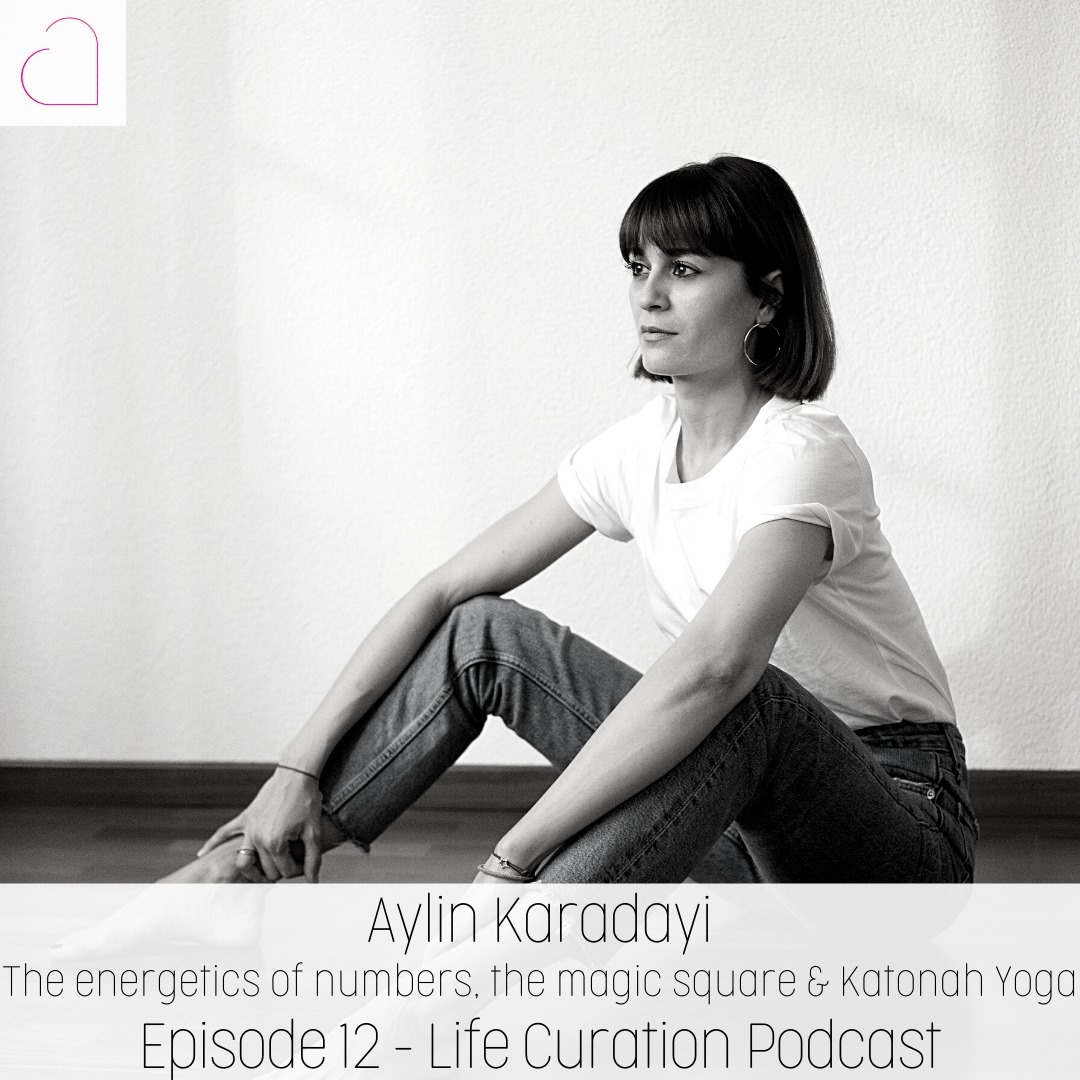 Aylin Karadayi
The energetics of numbers, the magic square & Katonah Yoga
Episode 12 - Life Curation Podcast